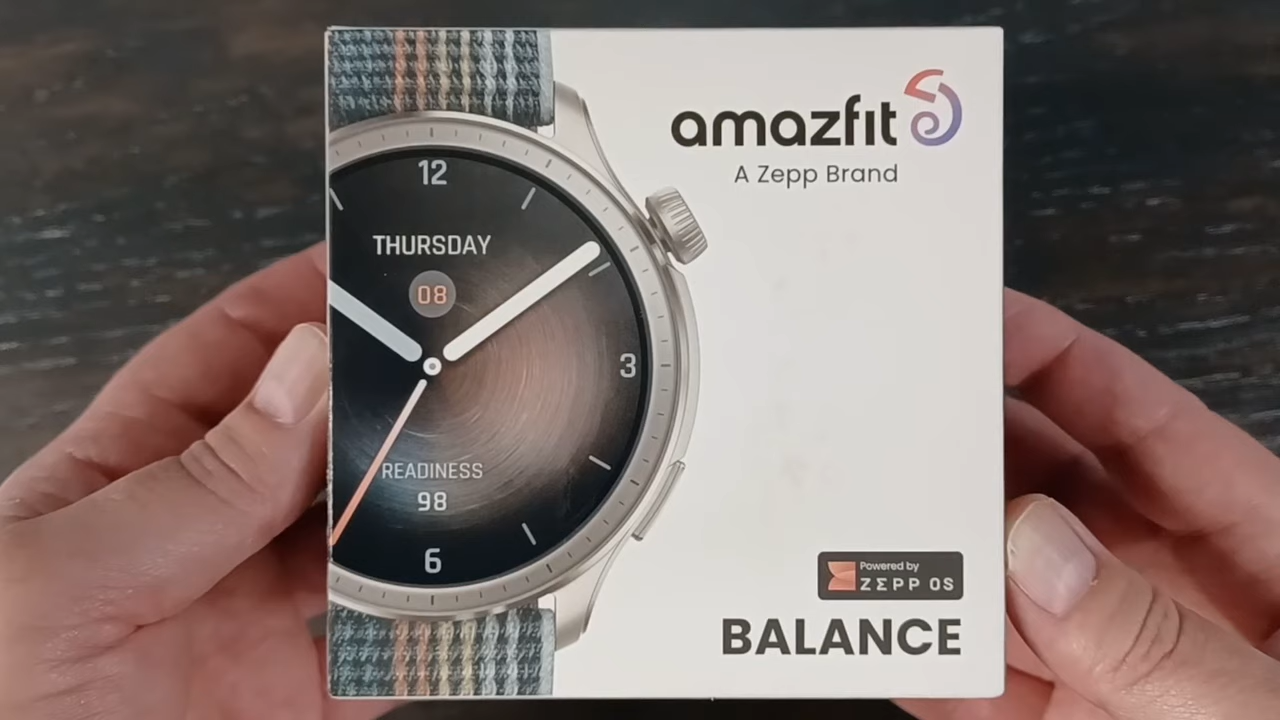 amazfit
A Zepp Brand
12
THURSDAY
08
3
READINESS
98
6
Powered by
ZEPP OS
BALANCE